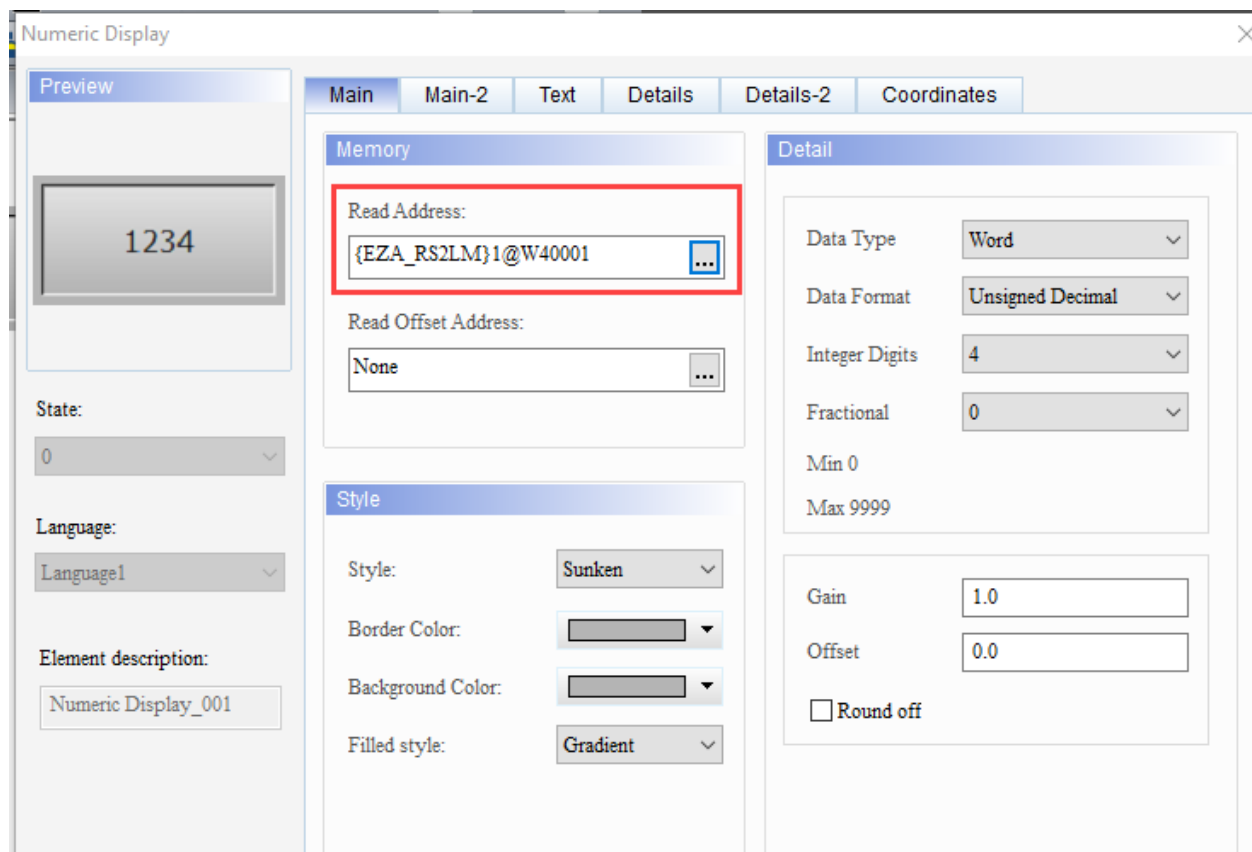 Numeric Display
Preview
1234
State:
0
Language:
Language1
Element description:
Numeric Display_001
Main
Main-2
Text
Details
Details-2
Coordinates
Memory
Read Address:
{EZA_RS2LM}1@W40001
...
Read Offset Address:
None
...
Style
Style:
Sunken
Border Color:
Background Color:
Filled style:
Gradient
Detail
Data Type
Word
Data Format
Unsigned Decimal
Integer Digits
4
Fractional
0
Min 0
Max 9999
Gain
1.0
Offset
0.0
Round off